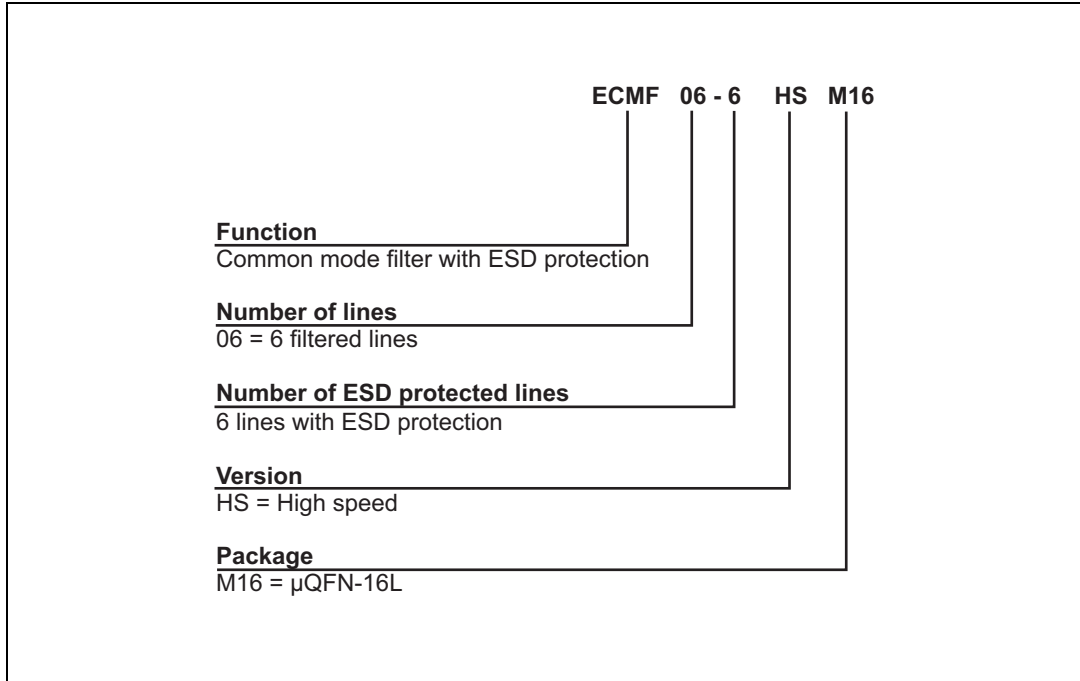 ECMF 06 - 6 HS M16
Function
Common mode filter with ESD protection
Number of lines
06 = 6 filtered lines
Number of ESD protected lines
6 lines with ESD protection
Version
HS = High speed
Package
M16 = µQFN-16L